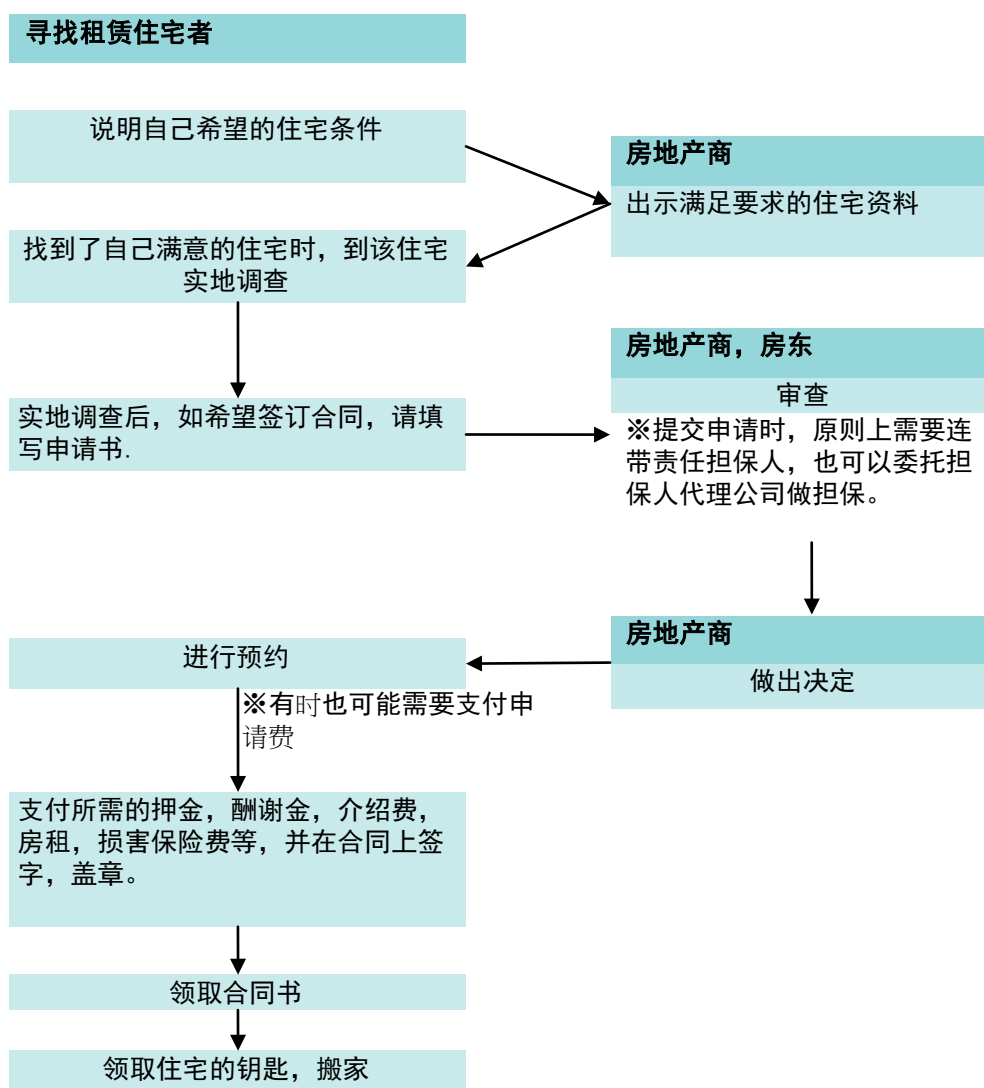 寻找租赁住宅者
说明自己希望的住宅条件
房地产商
出示满足要求的住宅资料
找到了自己满意的住宅时，到该住宅
实地调查
房地产商，房东
审查
实地调查后，如希望签订合同，请填
写申请书.
※提交申请时，原则上需要连
带责任担保人，也可以委托担
保人代理公司做担保。
房地产商
做出决定
进行预约
※有时也可能需要支付申
请费
支付所需的押金，酬谢金，介绍费，
房租，损害保险费等，并在合同上签
字，盖章。
领取合同书
领取住宅的钥匙，搬家